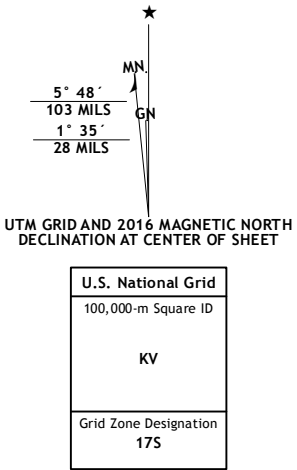 ★
MN.
GN
5° 48´
103 MILS
1° 35´
28 MILS
UTM GRID AND 2016 MAGNETIC NORTH
DECLINATION AT CENTER OF SHEET
U.S. National Grid
100,000-m Square ID
KV
Grid Zone Designation
17S